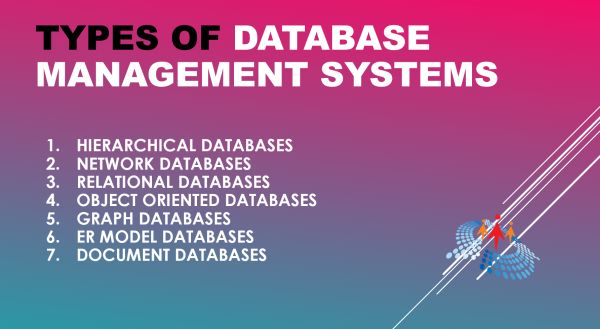 TYPES OF DATABASE
MANAGEMENT SYSTEMS
1. HIERARCHICAL DATABASES
2. NETWORK DATABASES
3. RELATIONAL DATABASES
4. OBJECT ORIENTED DATABASES
5. GRAPH DATABASES
6. ER MODEL DATABASES
7. DOCUMENT DATABASES